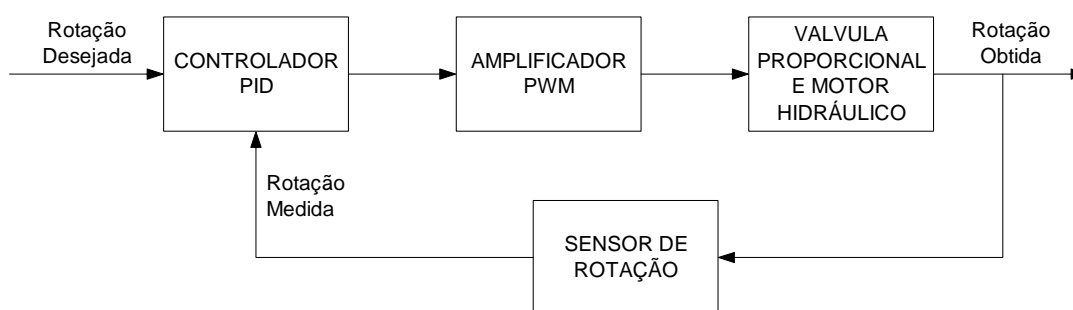 Rotação
Desejada
CONTROLADOR
PID
AMPLIFICADOR
PWM
VALVULA
PROPORCIONAL
E MOTOR
HIDRÁULICO
Rotação
Obtida
Rotação
Medida
SENSOR DE
ROTAÇÃO